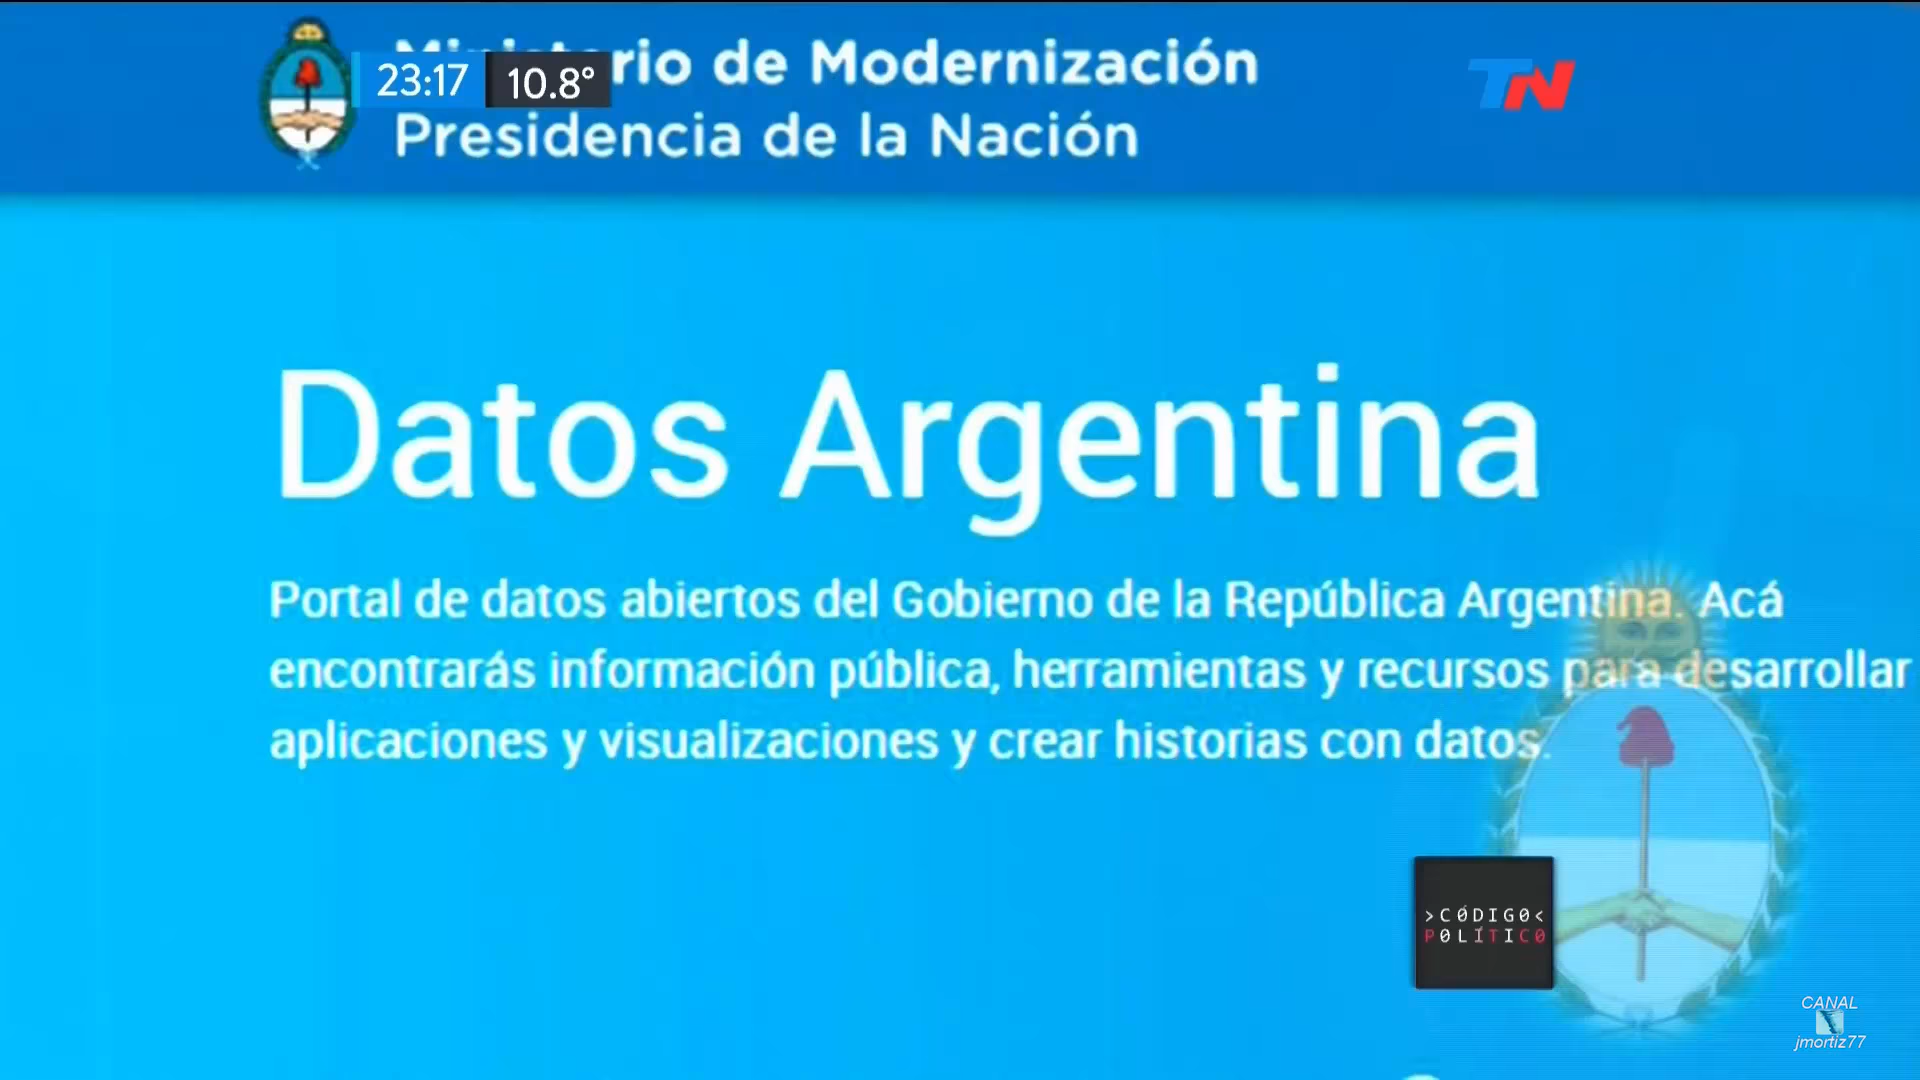 rio de Modernización
23:17 10.8°
TN
Presidencia de la Nación
Datos Argentina
Portal de datos abiertos del Gobierno de la República Argentina. Acá
encontrarás información pública, herramientas y recursos para desarrollar
aplicaciones y visualizaciones y crear historias con datos.
>CÓDIGO<
POLÍTICO
CANAL
jmortiz77